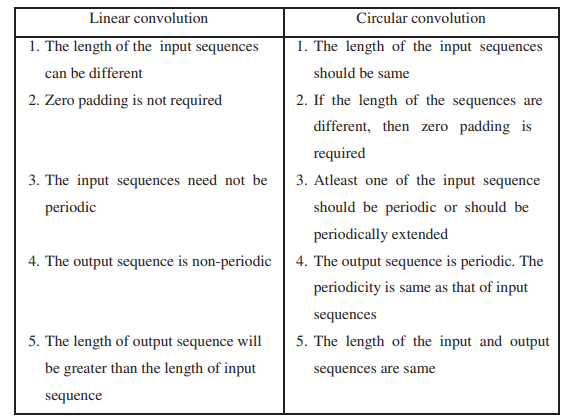 Linear convolution
Circular convolution
1. The length of the input sequences
can be different
1. The length of the input sequences
should be same
2. Zero padding is not required
2. If the length of the sequences are
different, then zero padding is
required
3. The input sequences need not be
periodic
3. Atleast one of the input sequence
should be periodic or should be
periodically extended
4. The output sequence is non-periodic
4. The output sequence is periodic. The
periodicity is same as that of input
sequences
5. The length of output sequence will
be greater than the length of input
sequence
5. The length of the input and output
sequences are same